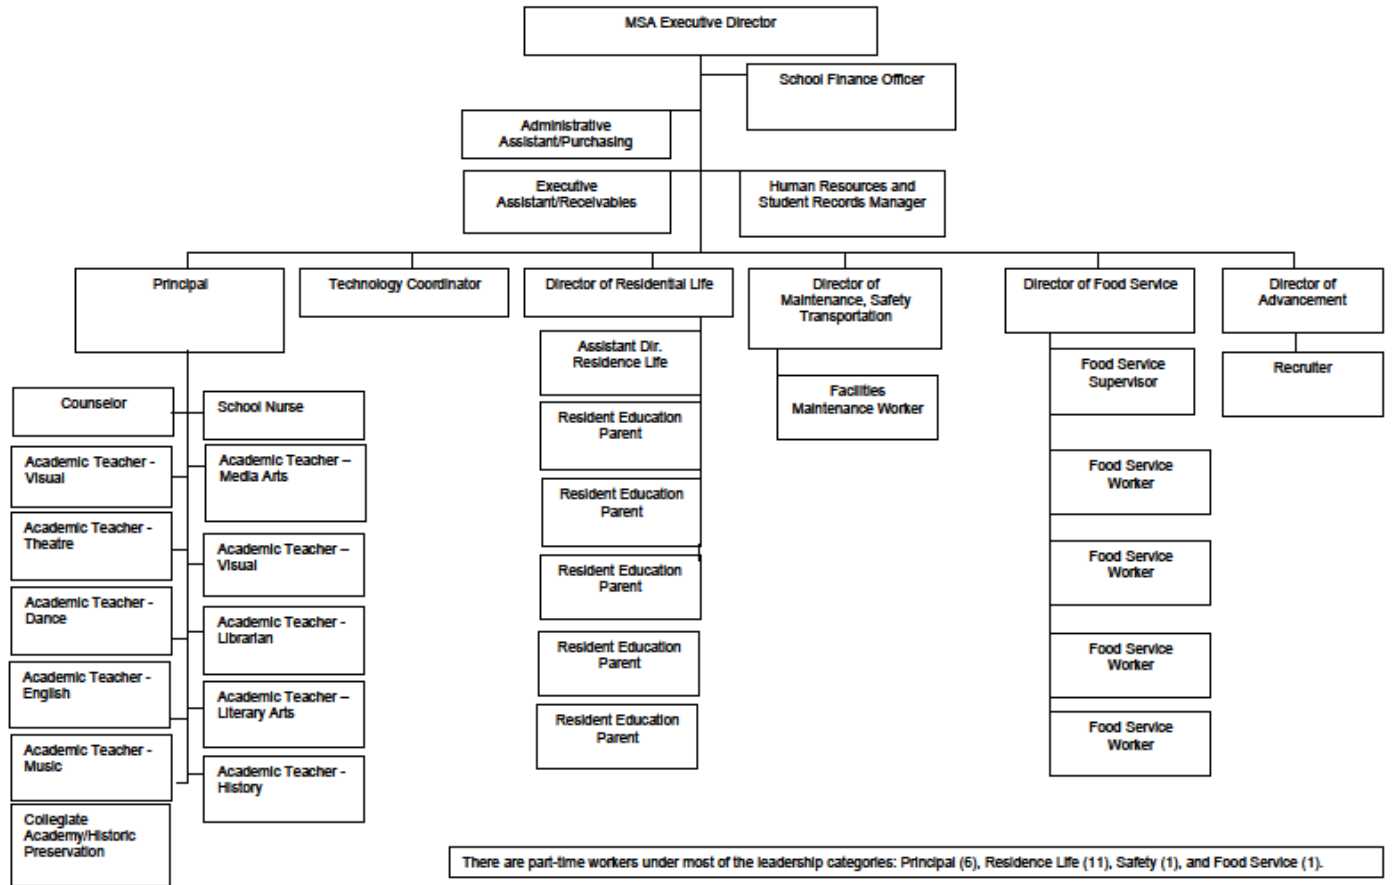 MSA Executive Director
School Finance Officer
Administrative
Assistant/Purchasing
Executive
Assistant/Receivables
Human Resources and
Student Records Manager
Principal
Technology Coordinator
Director of Residential Life
Director of
Maintenance, Safety
Transportation
Director of Food Service
Director of
Advancement
Counselor
School Nurse
Academic Teacher -
Visual
Academic Teacher –
Media Arts
Academic Teacher -
Theatre
Academic Teacher –
Visual
Academic Teacher -
Dance
Academic Teacher -
Librarian
Academic Teacher -
English
Academic Teacher –
Literary Arts
Academic Teacher -
Music
Academic Teacher -
History
Collegiate
Academy/Historic
Preservation
Assistant Dir.
Residence Life
Resident Education
Parent
Resident Education
Parent
Resident Education
Parent
Resident Education
Parent
Resident Education
Parent
Facilities
Maintenance Worker
Food Service
Supervisor
Food Service
Worker
Food Service
Worker
Food Service
Worker
Food Service
Worker
Recruiter
There are part-time workers under most of the leadership categories: Principal (6), Residence Life (11), Safety (1), and Food Service (1).